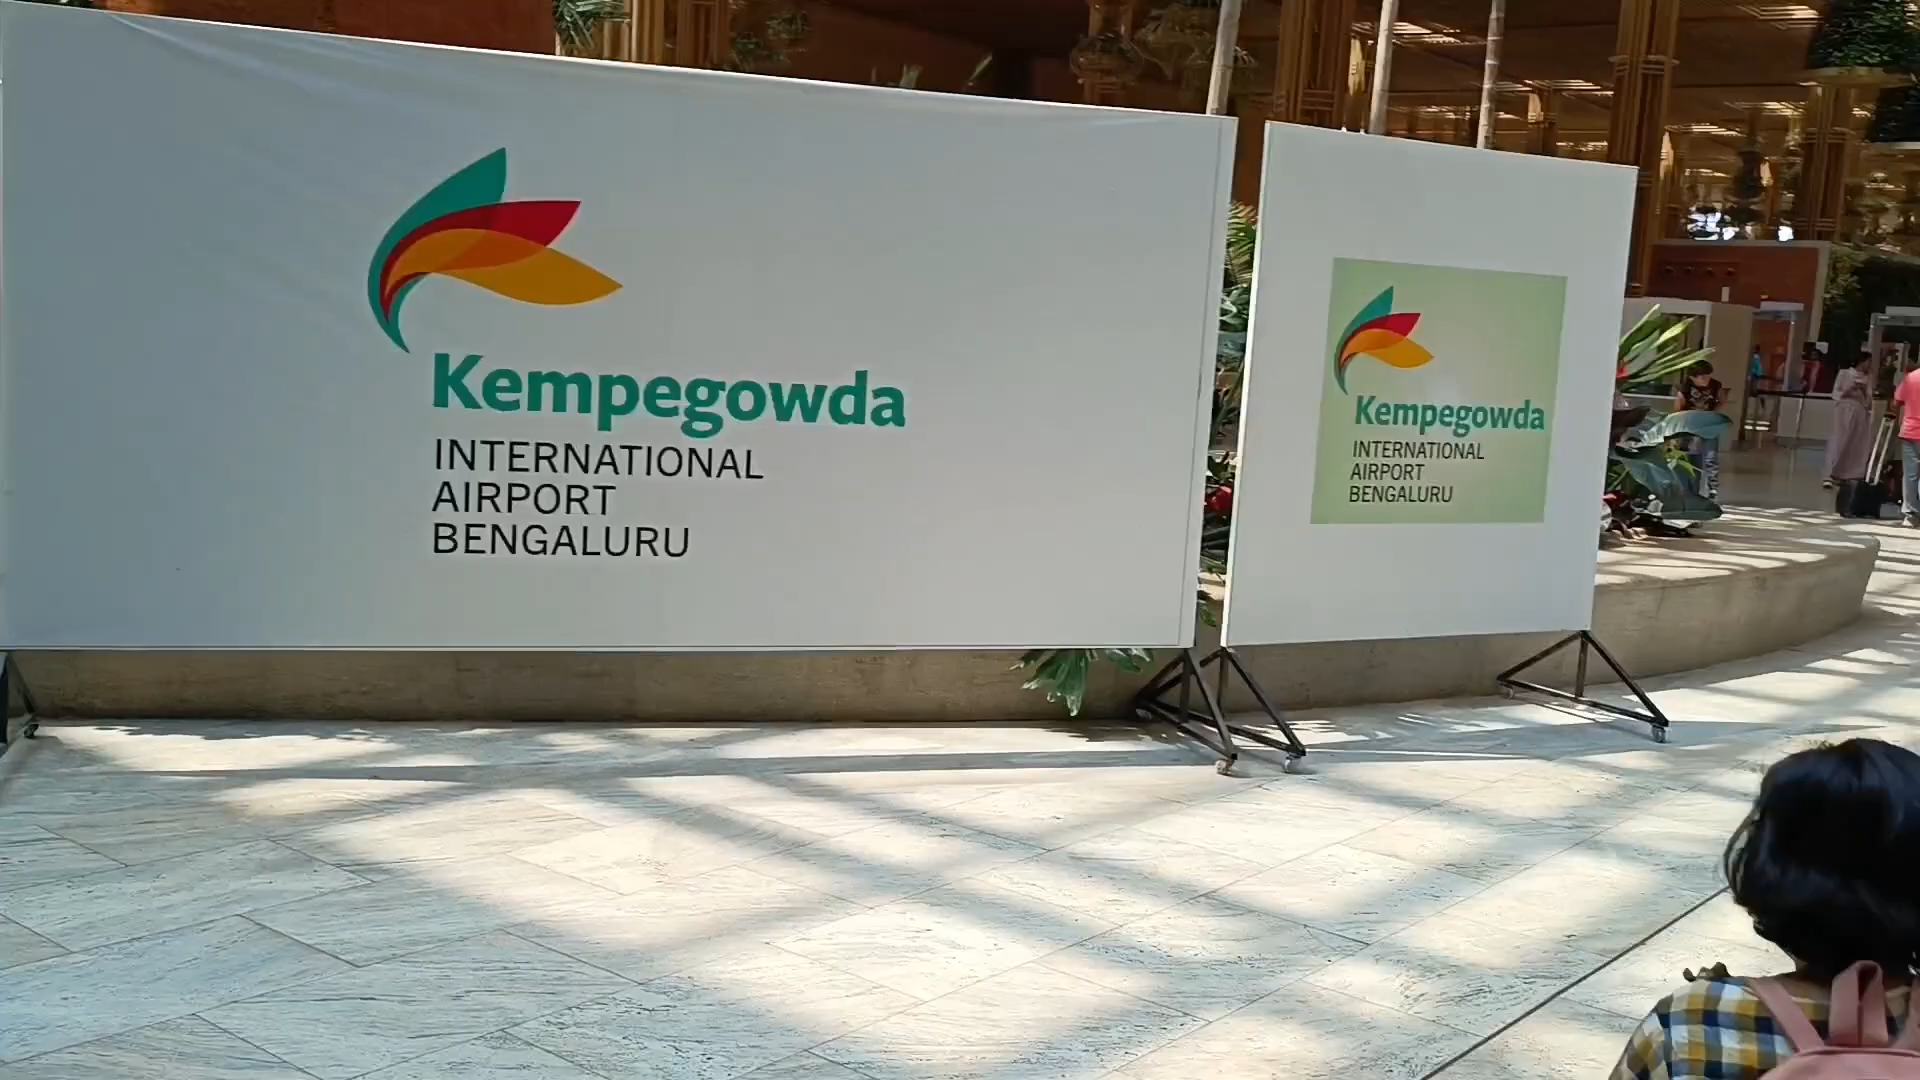 Kempegowda
INTERNATIONAL
AIRPORT
BENGALURU
Kempegowda
INTERNATIONAL
AIRPORT
BENGALURU